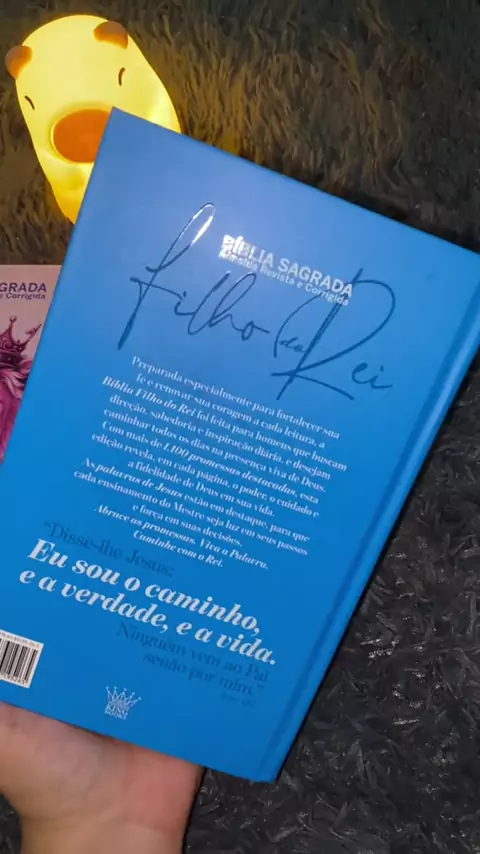 BÍBLIA SAGRADA
Almeida Revista e Corrigida
Filho do Rei
Preparada especialmente para fortalecer sua
fé e renovar sua coragem a cada leitura, a
Bíblia Filho do Rei foi feita para homens que buscam
direção, sabedoria e inspiração diária, e desejam
caminhar todos os dias na presença viva de Deus.
Com mais de 1.100 promessas destacadas, esta
edição revela, em cada página, o poder, o cuidado e
a fidelidade de Deus em sua vida.
As palavras de Jesus estão em destaque, para que
cada ensinamento do Mestre seja luz em seus passos
e força em suas decisões.
Abrace as promessas. Viva a Palavra.
Caminhe com o Rei.
"Disse-lhe Jesus:
Eu sou o caminho,
e a verdade, e a vida.
Ninguém vem ao Pai
senão por mim."
GRADA
e Corrigida